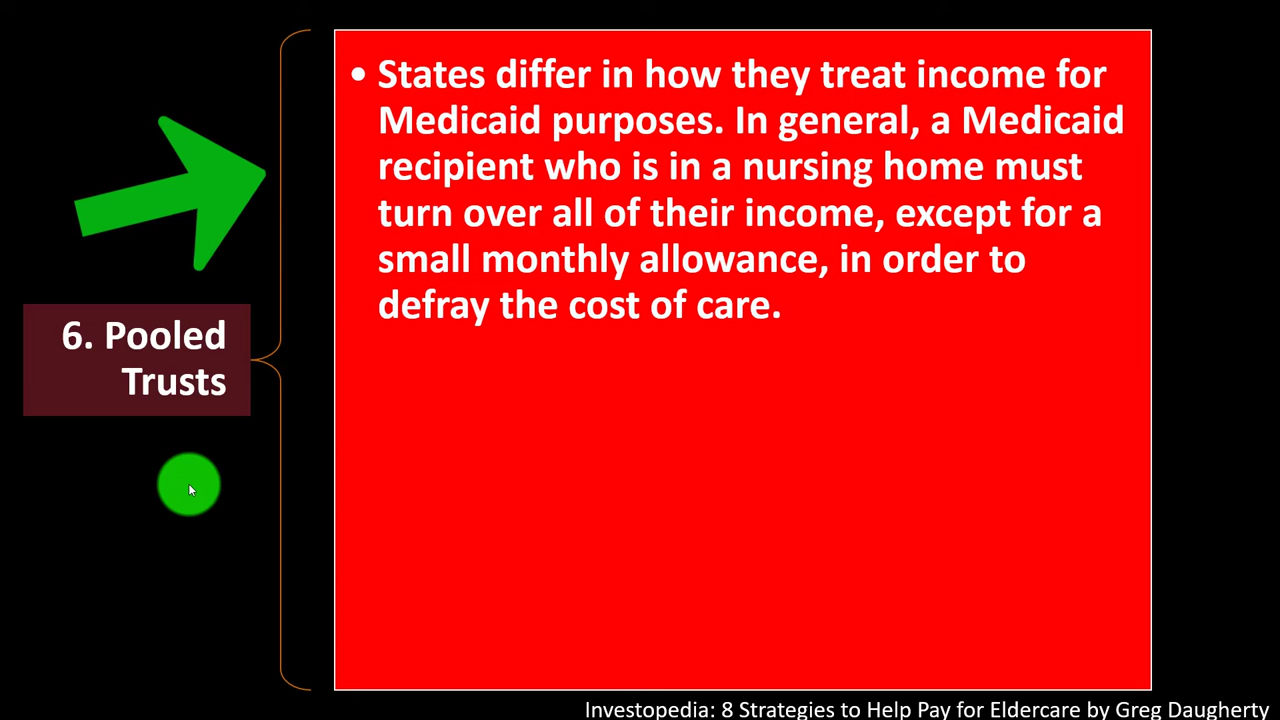 6. Pooled
Trusts
• States differ in how they treat income for
Medicaid purposes. In general, a Medicaid
recipient who is in a nursing home must
turn over all of their income, except for a
small monthly allowance, in order to
defray the cost of care.
Investopedia: 8 Strategies to Help Pay for Eldercare by Greg Daugherty